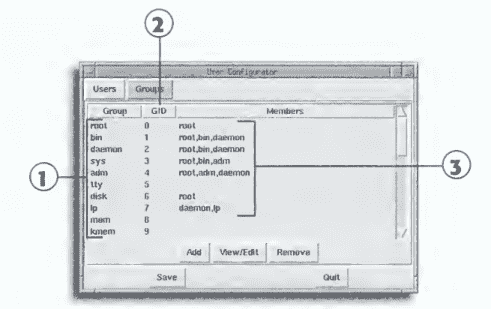 2
User Configurator
Users Groups
Group GID Members
root 0 root
bin 1 root,bin,daemon
daemon 2 root,bin,daemon
sys 3 root,bin,adm
adm 4 root,adm,daemon
tty 5
disk 6 root
lp 7 daemon,lp
mem 8
kmem 9
1
3
Add View/Edit Remove
Save Quit